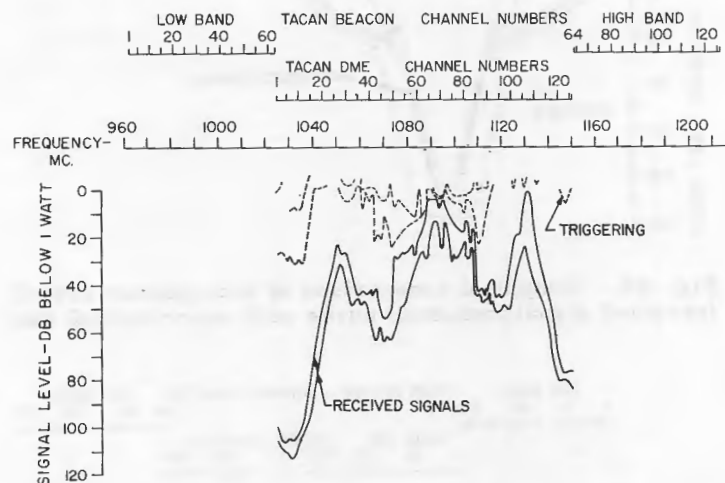 LOW BAND TACAN BEACON CHANNEL NUMBERS HIGH BAND
1 20 40 60 64 80 100 120
TACAN DME CHANNEL NUMBERS
1 20 40 60 80 100 120
960 1000 1040 1080 1120 1160 1200
FREQUENCY-
MC.
SIGNAL LEVEL-DB BELOW 1 WATT
0
20
40
60
80
100
120
TRIGGERING
RECEIVED SIGNALS